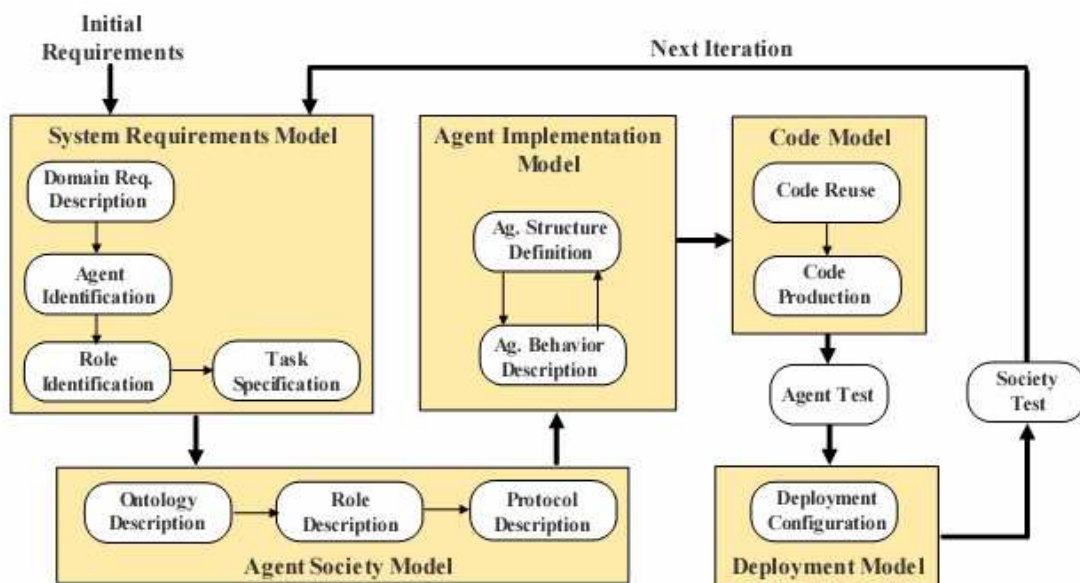 Initial
Requirements
Next Iteration
System Requirements Model
Domain Req.
Description
Agent
Identification
Role
Identification
Task
Specification
Ontology
Description
Role
Description
Protocol
Description
Agent Society Model
Agent Implementation
Model
Ag. Structure
Definition
Ag. Behavior
Description
Code Model
Code Reuse
Code
Production
Agent Test
Deployment
Configuration
Deployment Model
Society
Test